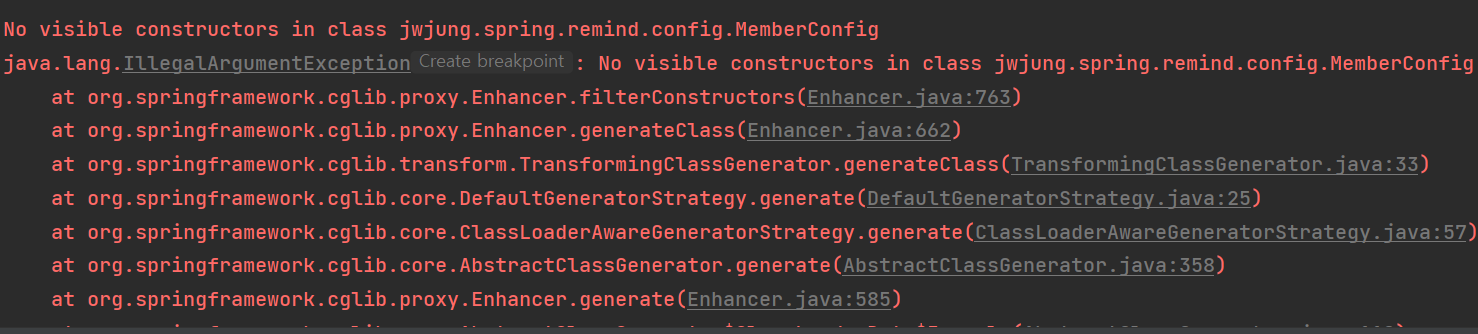 No visible constructors in class jwjung.spring.remind.config.MemberConfig
java.lang.IllegalArgumentException Create breakpoint : No visible constructors in class jwjung.spring.remind.config.MemberConfig
at org.springframework.cglib.proxy.Enhancer.filterConstructors(Enhancer.java:763)
at org.springframework.cglib.proxy.Enhancer.generateClass(Enhancer.java:662)
at org.springframework.cglib.transform.TransformingClassGenerator.generateClass(TransformingClassGenerator.java:33)
at org.springframework.cglib.core.DefaultGeneratorStrategy.generate(DefaultGeneratorStrategy.java:25)
at org.springframework.cglib.core.ClassLoaderAwareGeneratorStrategy.generate(ClassLoaderAwareGeneratorStrategy.java:57)
at org.springframework.cglib.core.AbstractClassGenerator.generate(AbstractClassGenerator.java:358)
at org.springframework.cglib.proxy.Enhancer.generate(Enhancer.java:585)